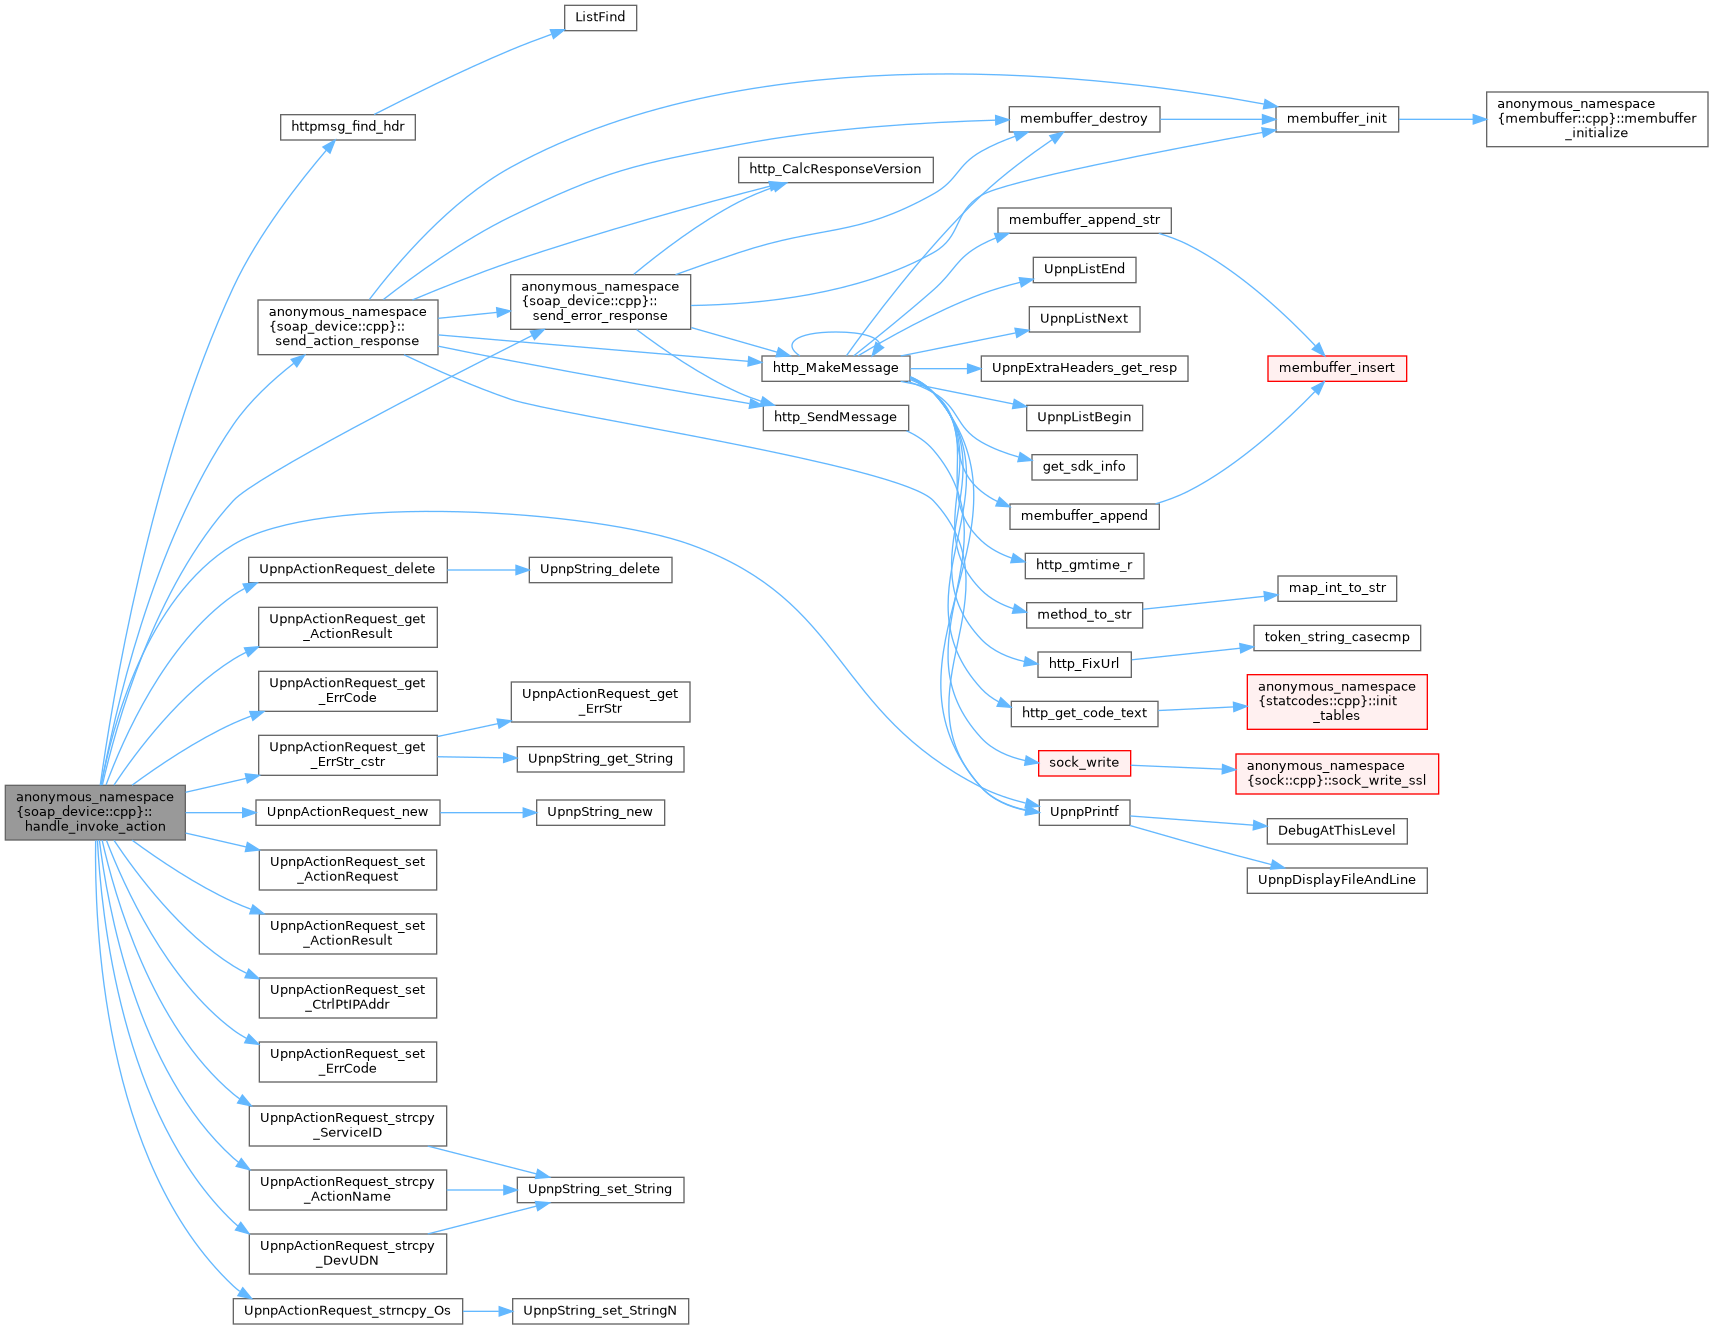 ListFind
httpmsg_find_hdr
anonymous_namespace
{membuffer::cpp}::membuffer
_initialize
membuffer_destroy
membuffer_init
http_CalcResponseVersion
membuffer_append_str
UpnpListEnd
anonymous_namespace
{soap_device::cpp}::
send_error_response
anonymous_namespace
{soap_device::cpp}::
send_action_response
UpnpListNext
http_MakeMessage
UpnpExtraHeaders_get_resp
membuffer_insert
http_SendMessage
UpnpListBegin
get_sdk_info
membuffer_append
http_gmtime_r
UpnpActionRequest_delete
UpnpString_delete
map_int_to_str
method_to_str
UpnpActionRequest_get
_ActionResult
token_string_casecmp
http_FixUrl
UpnpActionRequest_get
_ErrCode
UpnpActionRequest_get
_ErrStr
anonymous_namespace
{statcodes::cpp}::init
_tables
http_get_code_text
UpnpActionRequest_get
_ErrStr_cstr
UpnpString_get_String
sock_write
anonymous_namespace
{sock::cpp}::sock_write_ssl
anonymous_namespace
{soap_device::cpp}::
handle_invoke_action
UpnpActionRequest_new
UpnpString_new
UpnpPrintf
DebugAtThisLevel
UpnpActionRequest_set
_ActionRequest
UpnpDisplayFileAndLine
UpnpActionRequest_set
_ActionResult
UpnpActionRequest_set
_CtrlPtIPAddr
UpnpActionRequest_set
_ErrCode
UpnpActionRequest_strcpy
_ServiceID
UpnpActionRequest_strcpy
_ActionName
UpnpString_set_String
UpnpActionRequest_strcpy
_DevUDN
UpnpActionRequest_strncpy_Os
UpnpString_set_StringN